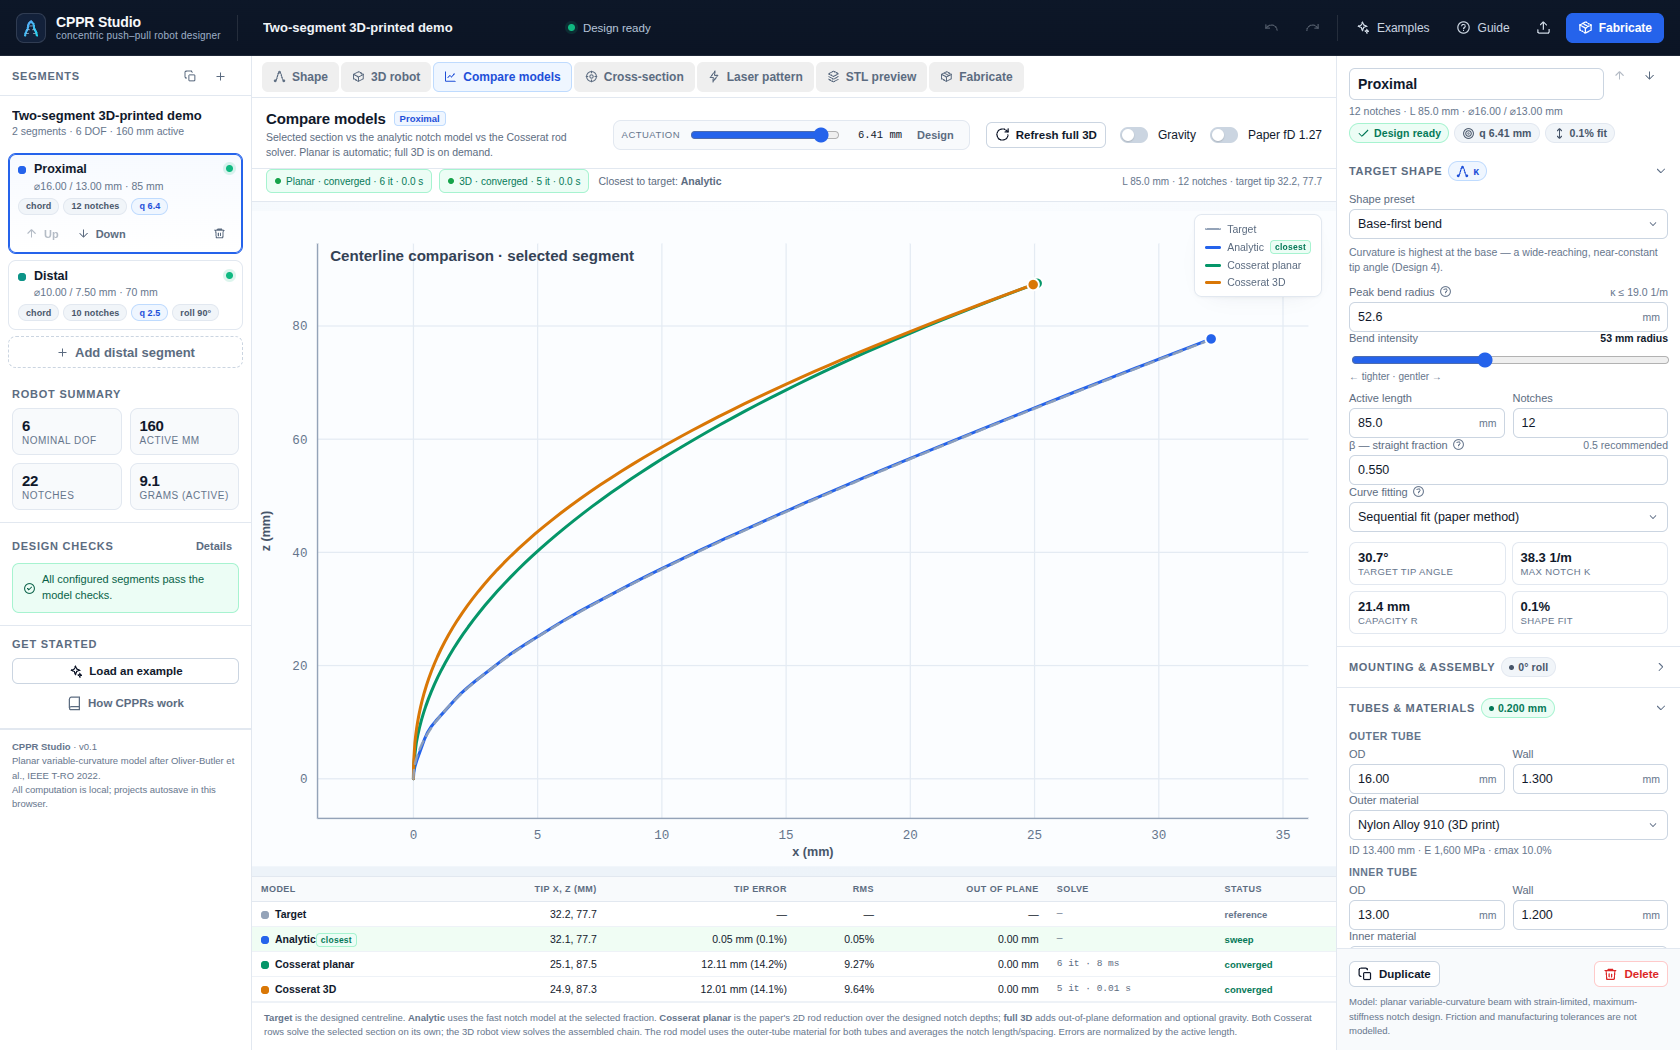 CPPR Studio
concentric push–pull robot designer
Two-segment 3D-printed demo
Design ready
Examples
Guide
Fabricate
SEGMENTS
Two-segment 3D-printed demo
2 segments · 6 DOF · 160 mm active
Proximal
⌀16.00 / 13.00 mm · 85 mm
chord
12 notches
q 6.4
Up
Down
Distal
⌀10.00 / 7.50 mm · 70 mm
chord
10 notches
q 2.5
roll 90°
Add distal segment
ROBOT SUMMARY
6
NOMINAL DOF
160
ACTIVE MM
22
NOTCHES
9.1
GRAMS (ACTIVE)
DESIGN CHECKS
Details
All configured segments pass the
model checks.
GET STARTED
Load an example
How CPPRs work
CPPR Studio · v0.1
Planar variable-curvature model after Oliver-Butler et
al., IEEE T-RO 2022.
All computation is local; projects autosave in this
browser.
Shape
3D robot
Compare models
Cross-section
Laser pattern
STL preview
Fabricate
Compare models
Proximal
Selected section vs the analytic notch model vs the Cosserat rod
solver. Planar is automatic; full 3D is on demand.
ACTUATION
6.41 mm
Design
Refresh full 3D
Gravity
Paper fD 1.27
Planar · converged · 6 it · 0.0 s
3D · converged · 5 it · 0.0 s
Closest to target: Analytic
L 85.0 mm · 12 notches · target tip 32.2, 77.7
Centerline comparison · selected segment
Target
Analytic
closest
Cosserat planar
Cosserat 3D
80
60
40
20
0
z (mm)
0
5
10
15
20
25
30
35
x (mm)
MODEL TIP X, Z (MM) TIP ERROR RMS OUT OF PLANE SOLVE STATUS
Target 32.2, 77.7 — — — — reference
Analytic closest 32.1, 77.7 0.05 mm (0.1%) 0.05% 0.00 mm — sweep
Cosserat planar 25.1, 87.5 12.11 mm (14.2%) 9.27% 0.00 mm 6 it · 8 ms converged
Cosserat 3D 24.9, 87.3 12.01 mm (14.1%) 9.64% 0.00 mm 5 it · 0.01 s converged
Target is the designed centreline. Analytic uses the fast notch model at the selected fraction. Cosserat planar is the paper's 2D rod reduction over the designed notch depths; full 3D adds out-of-plane deformation and optional gravity. Both Cosserat
rows solve the selected section on its own; the 3D robot view solves the assembled chain. The rod model uses the outer-tube material for both tubes and averages the notch length/spacing. Errors are normalized by the active length.
Proximal
12 notches · L 85.0 mm · ⌀16.00 / ⌀13.00 mm
Design ready
q 6.41 mm
0.1% fit
TARGET SHAPE
κ
Shape preset
Base-first bend
Curvature is highest at the base — a wide-reaching, near-constant
tip angle (Design 4).
Peak bend radius
κ ≤ 19.0 1/m
52.6
mm
Bend intensity
53 mm radius
← tighter · gentler →
Active length
Notches
85.0
mm
12
β — straight fraction
0.5 recommended
0.550
Curve fitting
Sequential fit (paper method)
30.7°
TARGET TIP ANGLE
38.3 1/m
MAX NOTCH Κ
21.4 mm
CAPACITY R
0.1%
SHAPE FIT
MOUNTING & ASSEMBLY
0° roll
TUBES & MATERIALS
0.200 mm
OUTER TUBE
OD
Wall
16.00
mm
1.300
mm
Outer material
Nylon Alloy 910 (3D print)
ID 13.400 mm · E 1,600 MPa · εmax 10.0%
INNER TUBE
OD
Wall
13.00
mm
1.200
mm
Inner material
Duplicate
Delete
Model: planar variable-curvature beam with strain-limited, maximum-
stiffness notch design. Friction and manufacturing tolerances are not
modelled.